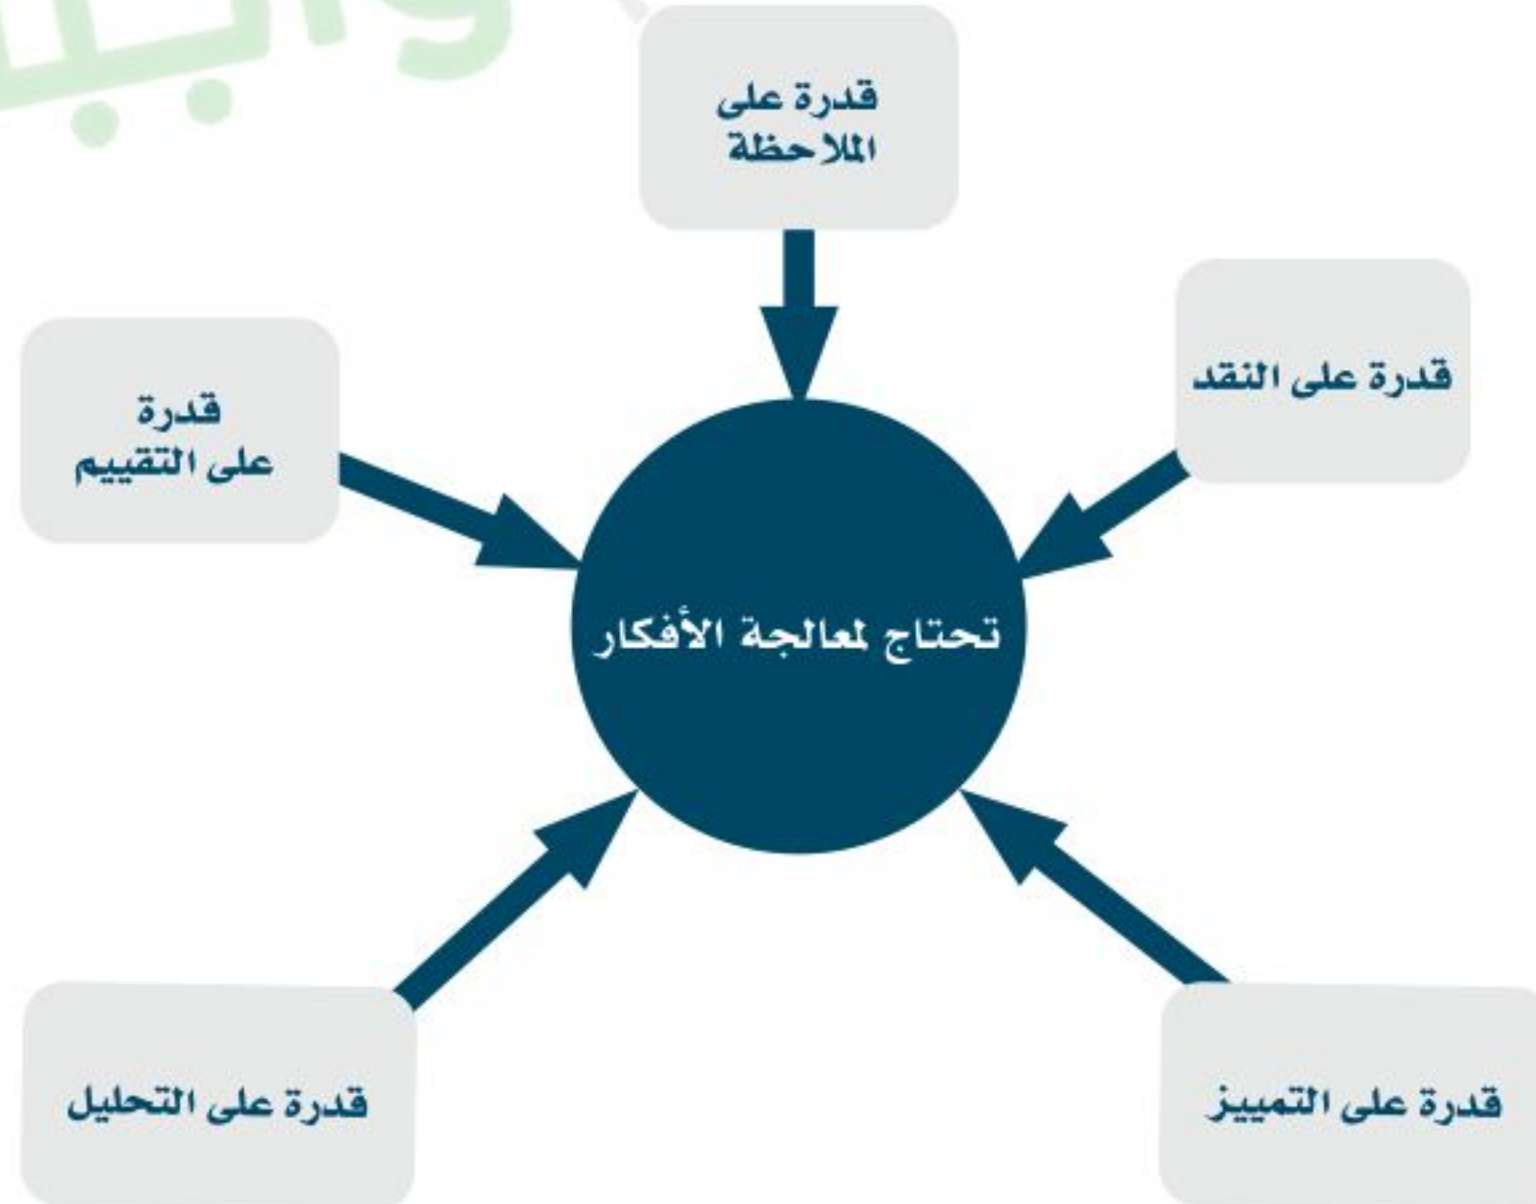 قدرة على
الملاحظة
قدرة على النقد
قدرة
على التقييم
تحتاج لمعالجة الأفكار
قدرة على التمييز
قدرة على التحليل